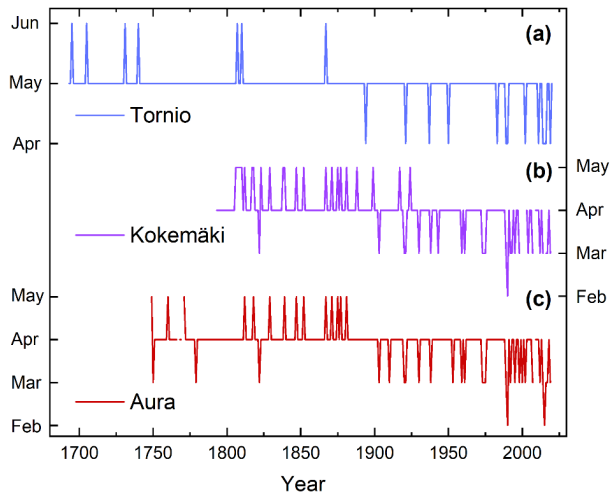 Jun
(a)
May
Tornio
Apr
(b)
May
Kokemäki
Apr
Mar
May
(c)
Feb
Apr
Mar
Aura
Feb
1700 1750 1800 1850 1900 1950 2000
Year